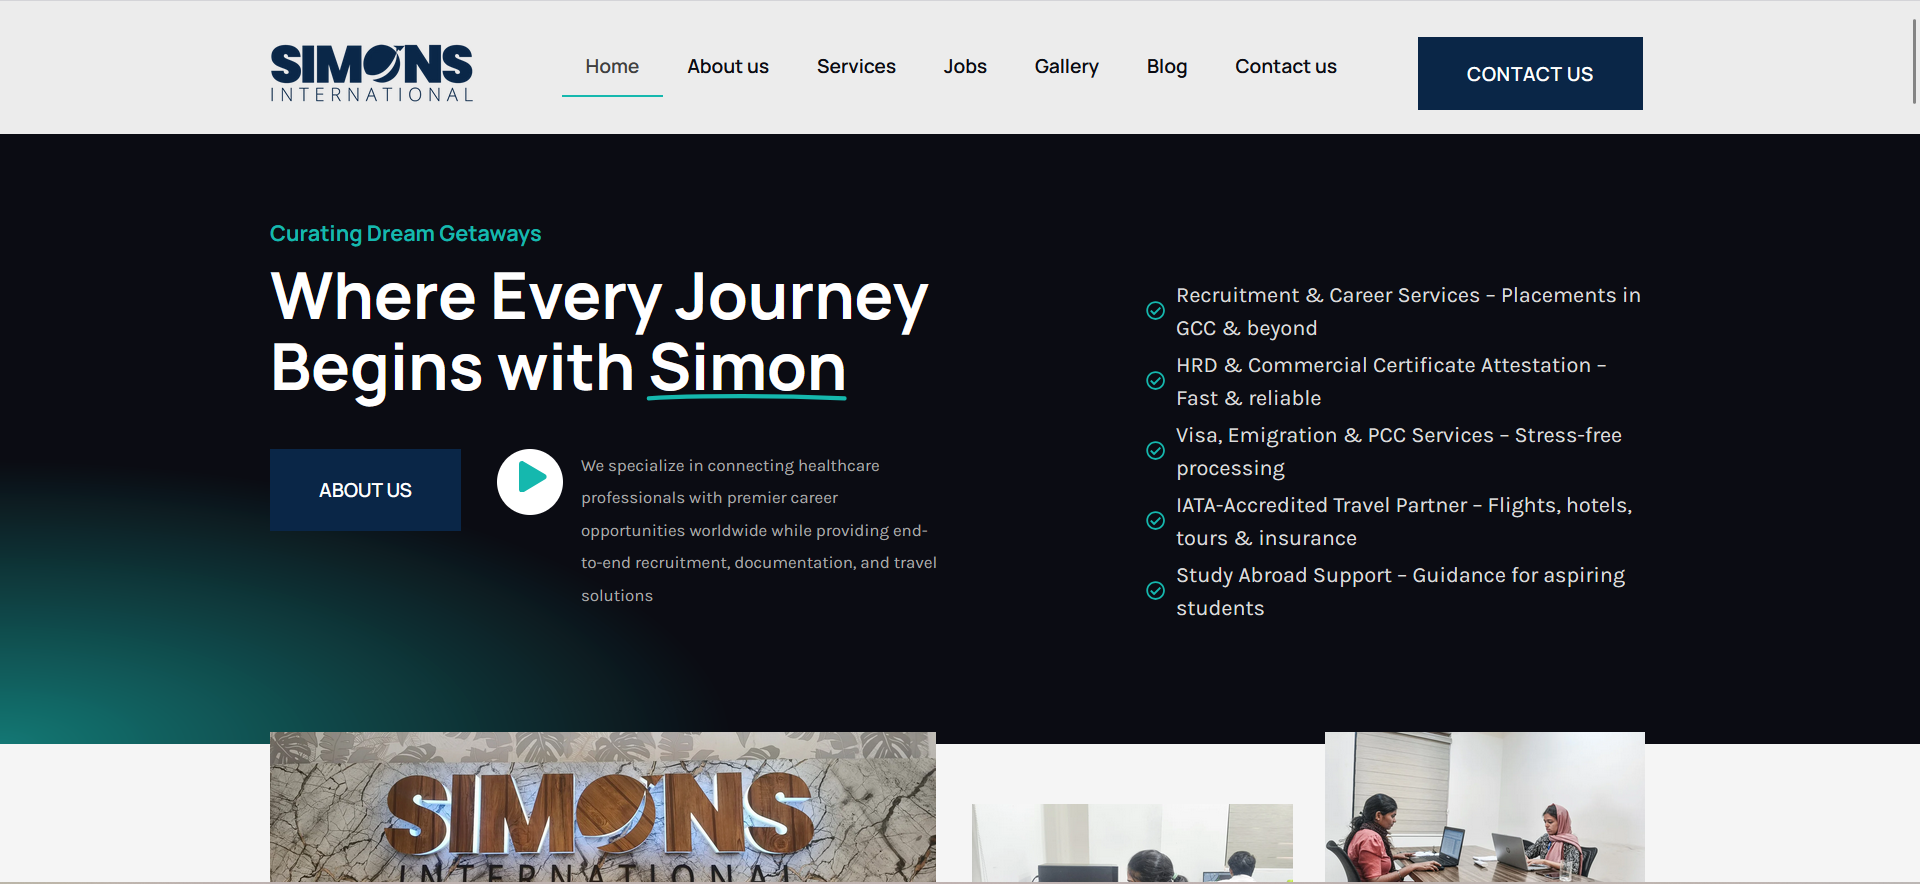 SIMONS
INTERNATIONAL
Home
About us
Services
Jobs
Gallery
Blog
Contact us
CONTACT US
Curating Dream Getaways
Where Every Journey
Begins with Simon
ABOUT US
We specialize in connecting healthcare
professionals with premier career
opportunities worldwide while providing end-
to-end recruitment, documentation, and travel
solutions
Recruitment & Career Services – Placements in
GCC & beyond
HRD & Commercial Certificate Attestation –
Fast & reliable
Visa, Emigration & PCC Services – Stress-free
processing
IATA-Accredited Travel Partner – Flights, hotels,
tours & insurance
Study Abroad Support – Guidance for aspiring
students
SIMONS
INTERNATIONAL